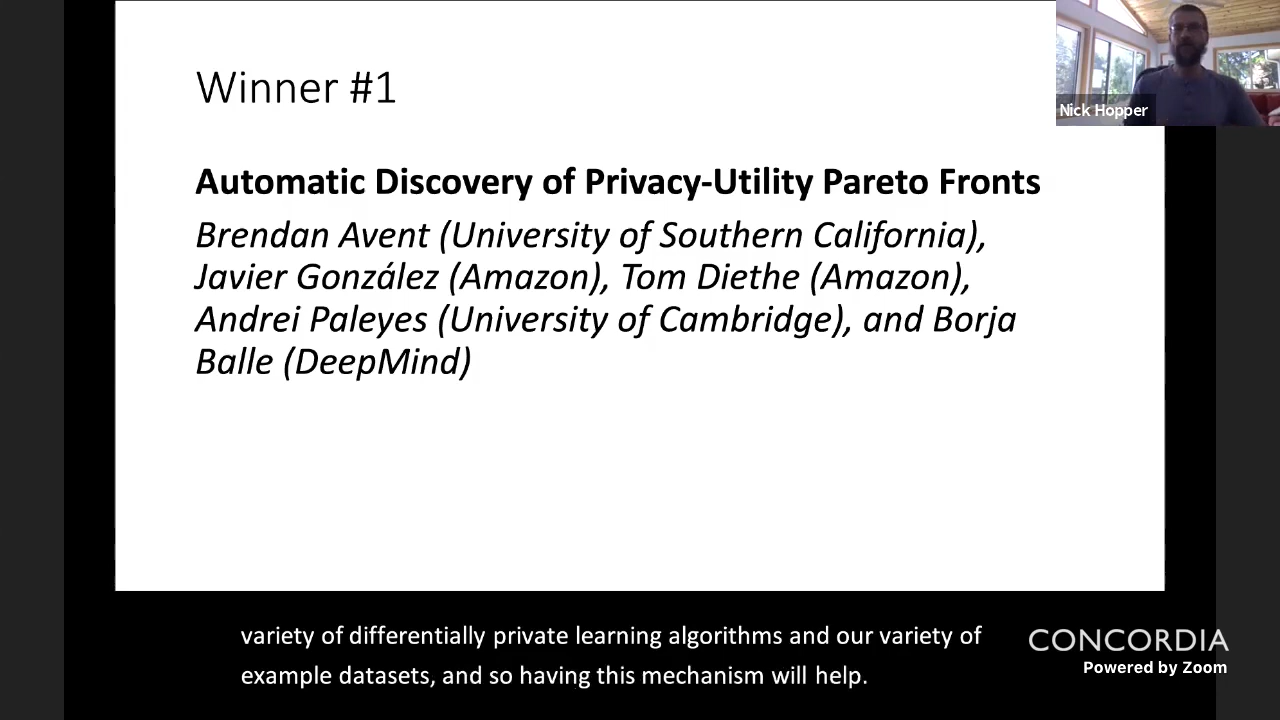 Winner #1
Nick Hopper
Automatic Discovery of Privacy-Utility Pareto Fronts
Brendan Avent (University of Southern California),
Javier González (Amazon), Tom Diethe (Amazon),
Andrei Paleyes (University of Cambridge), and Borja
Balle (DeepMind)
variety of differentially private learning algorithms and our variety of
example datasets, and so having this mechanism will help.
CONCORDIA
Powered by Zoom